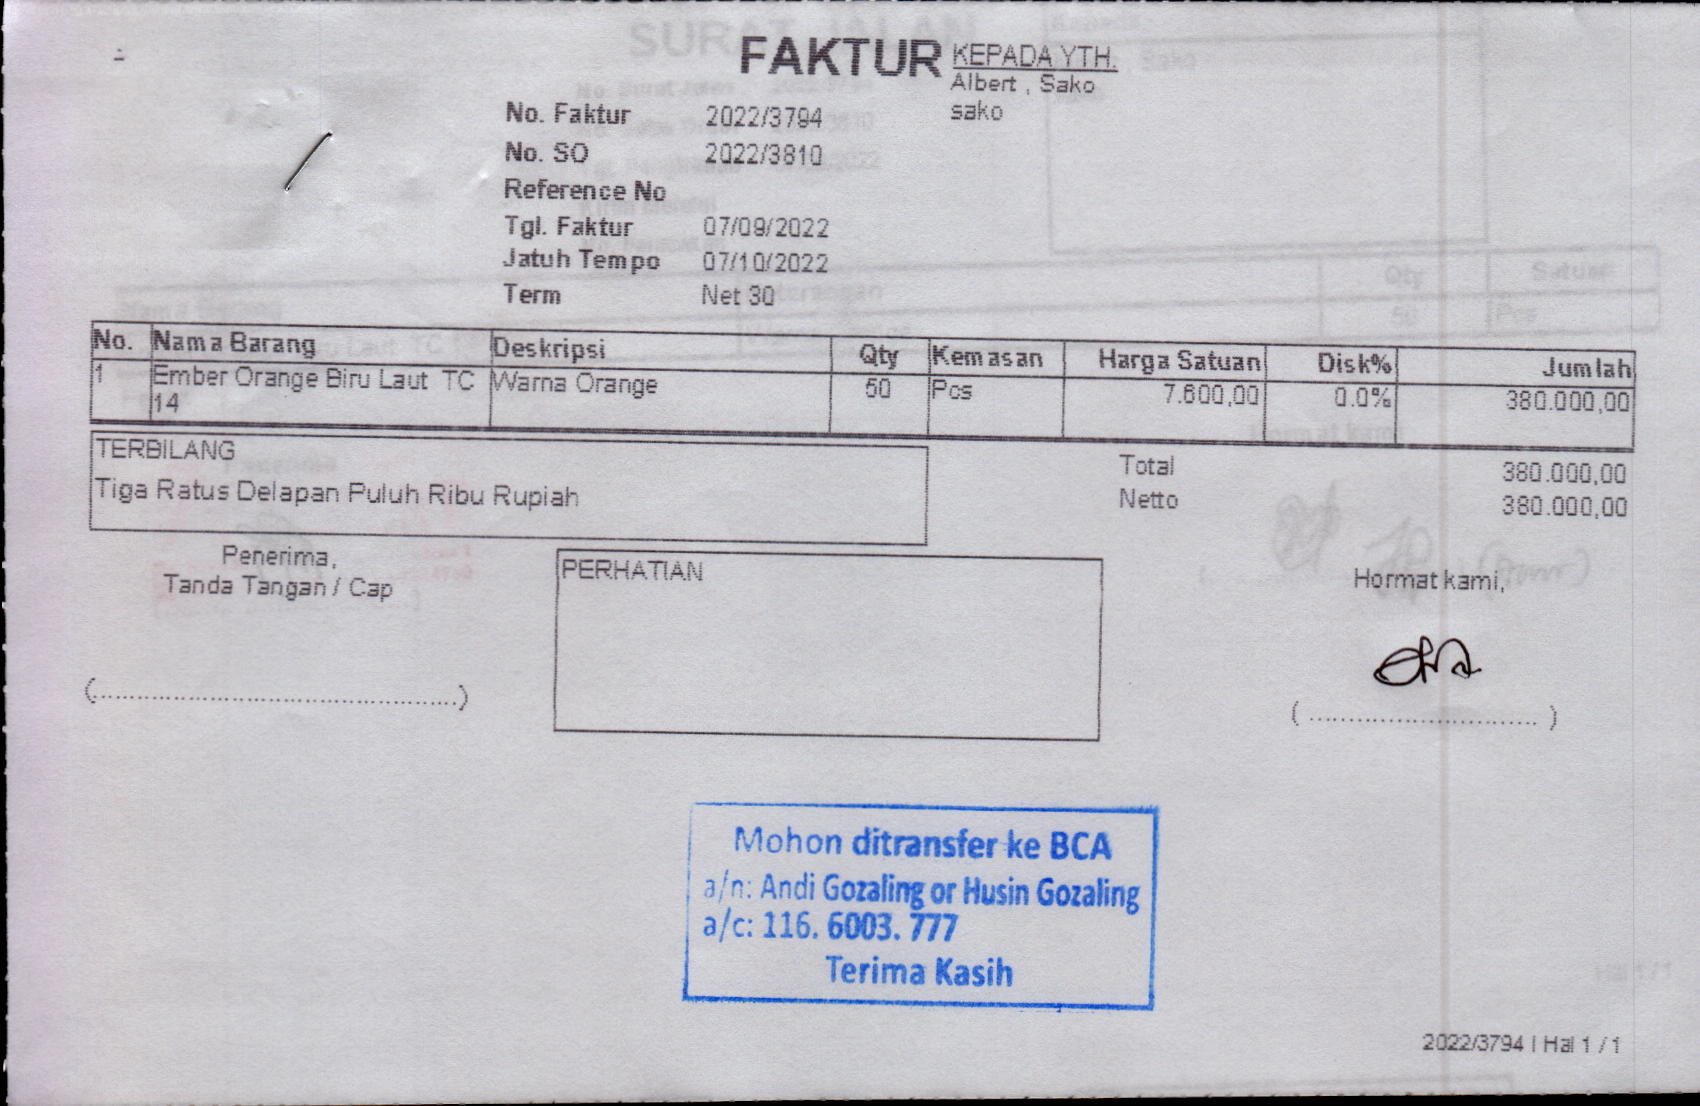 FAKTUR
KEPADA YTH.
Albert , Sako
sako
No. Faktur 2022/3794
No. SO 2022/3810
Reference No
Tgl. Faktur 07/09/2022
Jatuh Tempo 07/10/2022
Term Net 30
No. Nama Barang Deskripsi Qty Kemasan Harga Satuan Disk% Jumlah
1 Ember Orange Biru Laut TC Warna Orange 50 Pcs 7.600,00 0.0% 380.000,00
14
TERBILANG
Tiga Ratus Delapan Puluh Ribu Rupiah
Total 380.000,00
Netto 380.000,00
Penerima,
Tanda Tangan / Cap
PERHATIAN
Hormat kami,
(..............................................)
( .............................. )
Mohon ditransfer ke BCA
a/n: Andi Gozaling or Husin Gozaling
a/c: 116. 6003. 777
Terima Kasih
2022/3794 | Hal 1 / 1